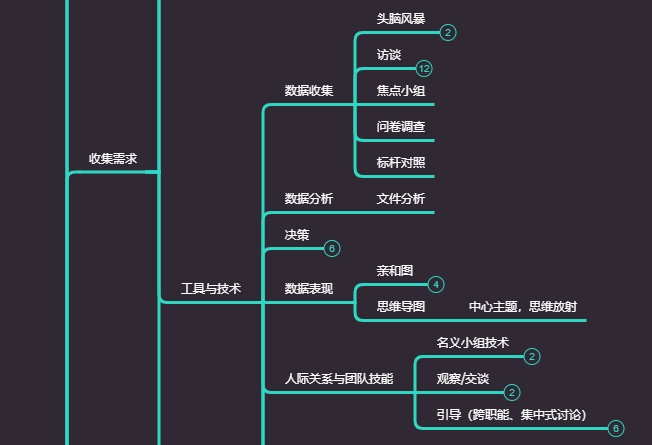 头脑风暴
2
访谈
12
数据收集
焦点小组
问卷调查
收集需求
标杆对照
数据分析
文件分析
决策
6
亲和图
4
工具与技术
数据表现
思维导图
中心主题，思维放射
名义小组技术
2
人际关系与团队技能
观察/交谈
2
引导（跨职能、集中式讨论）
6